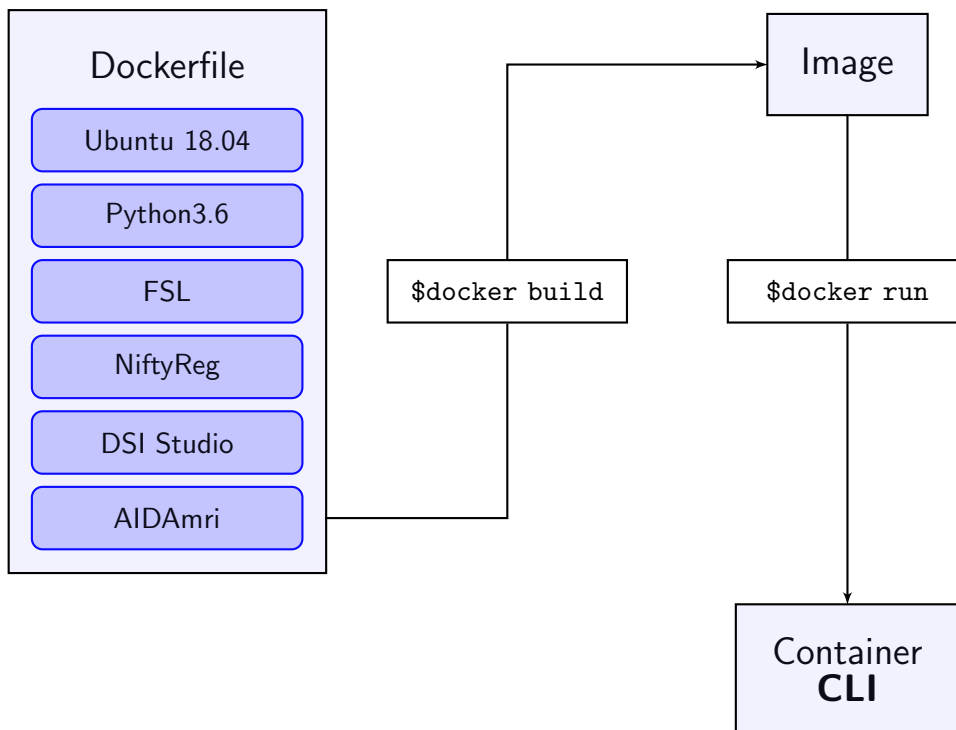 Dockerfile
Ubuntu 18.04
Python3.6
FSL
NiftyReg
DSI Studio
AIDAmri
$docker build
Image
$docker run
Container
CLI